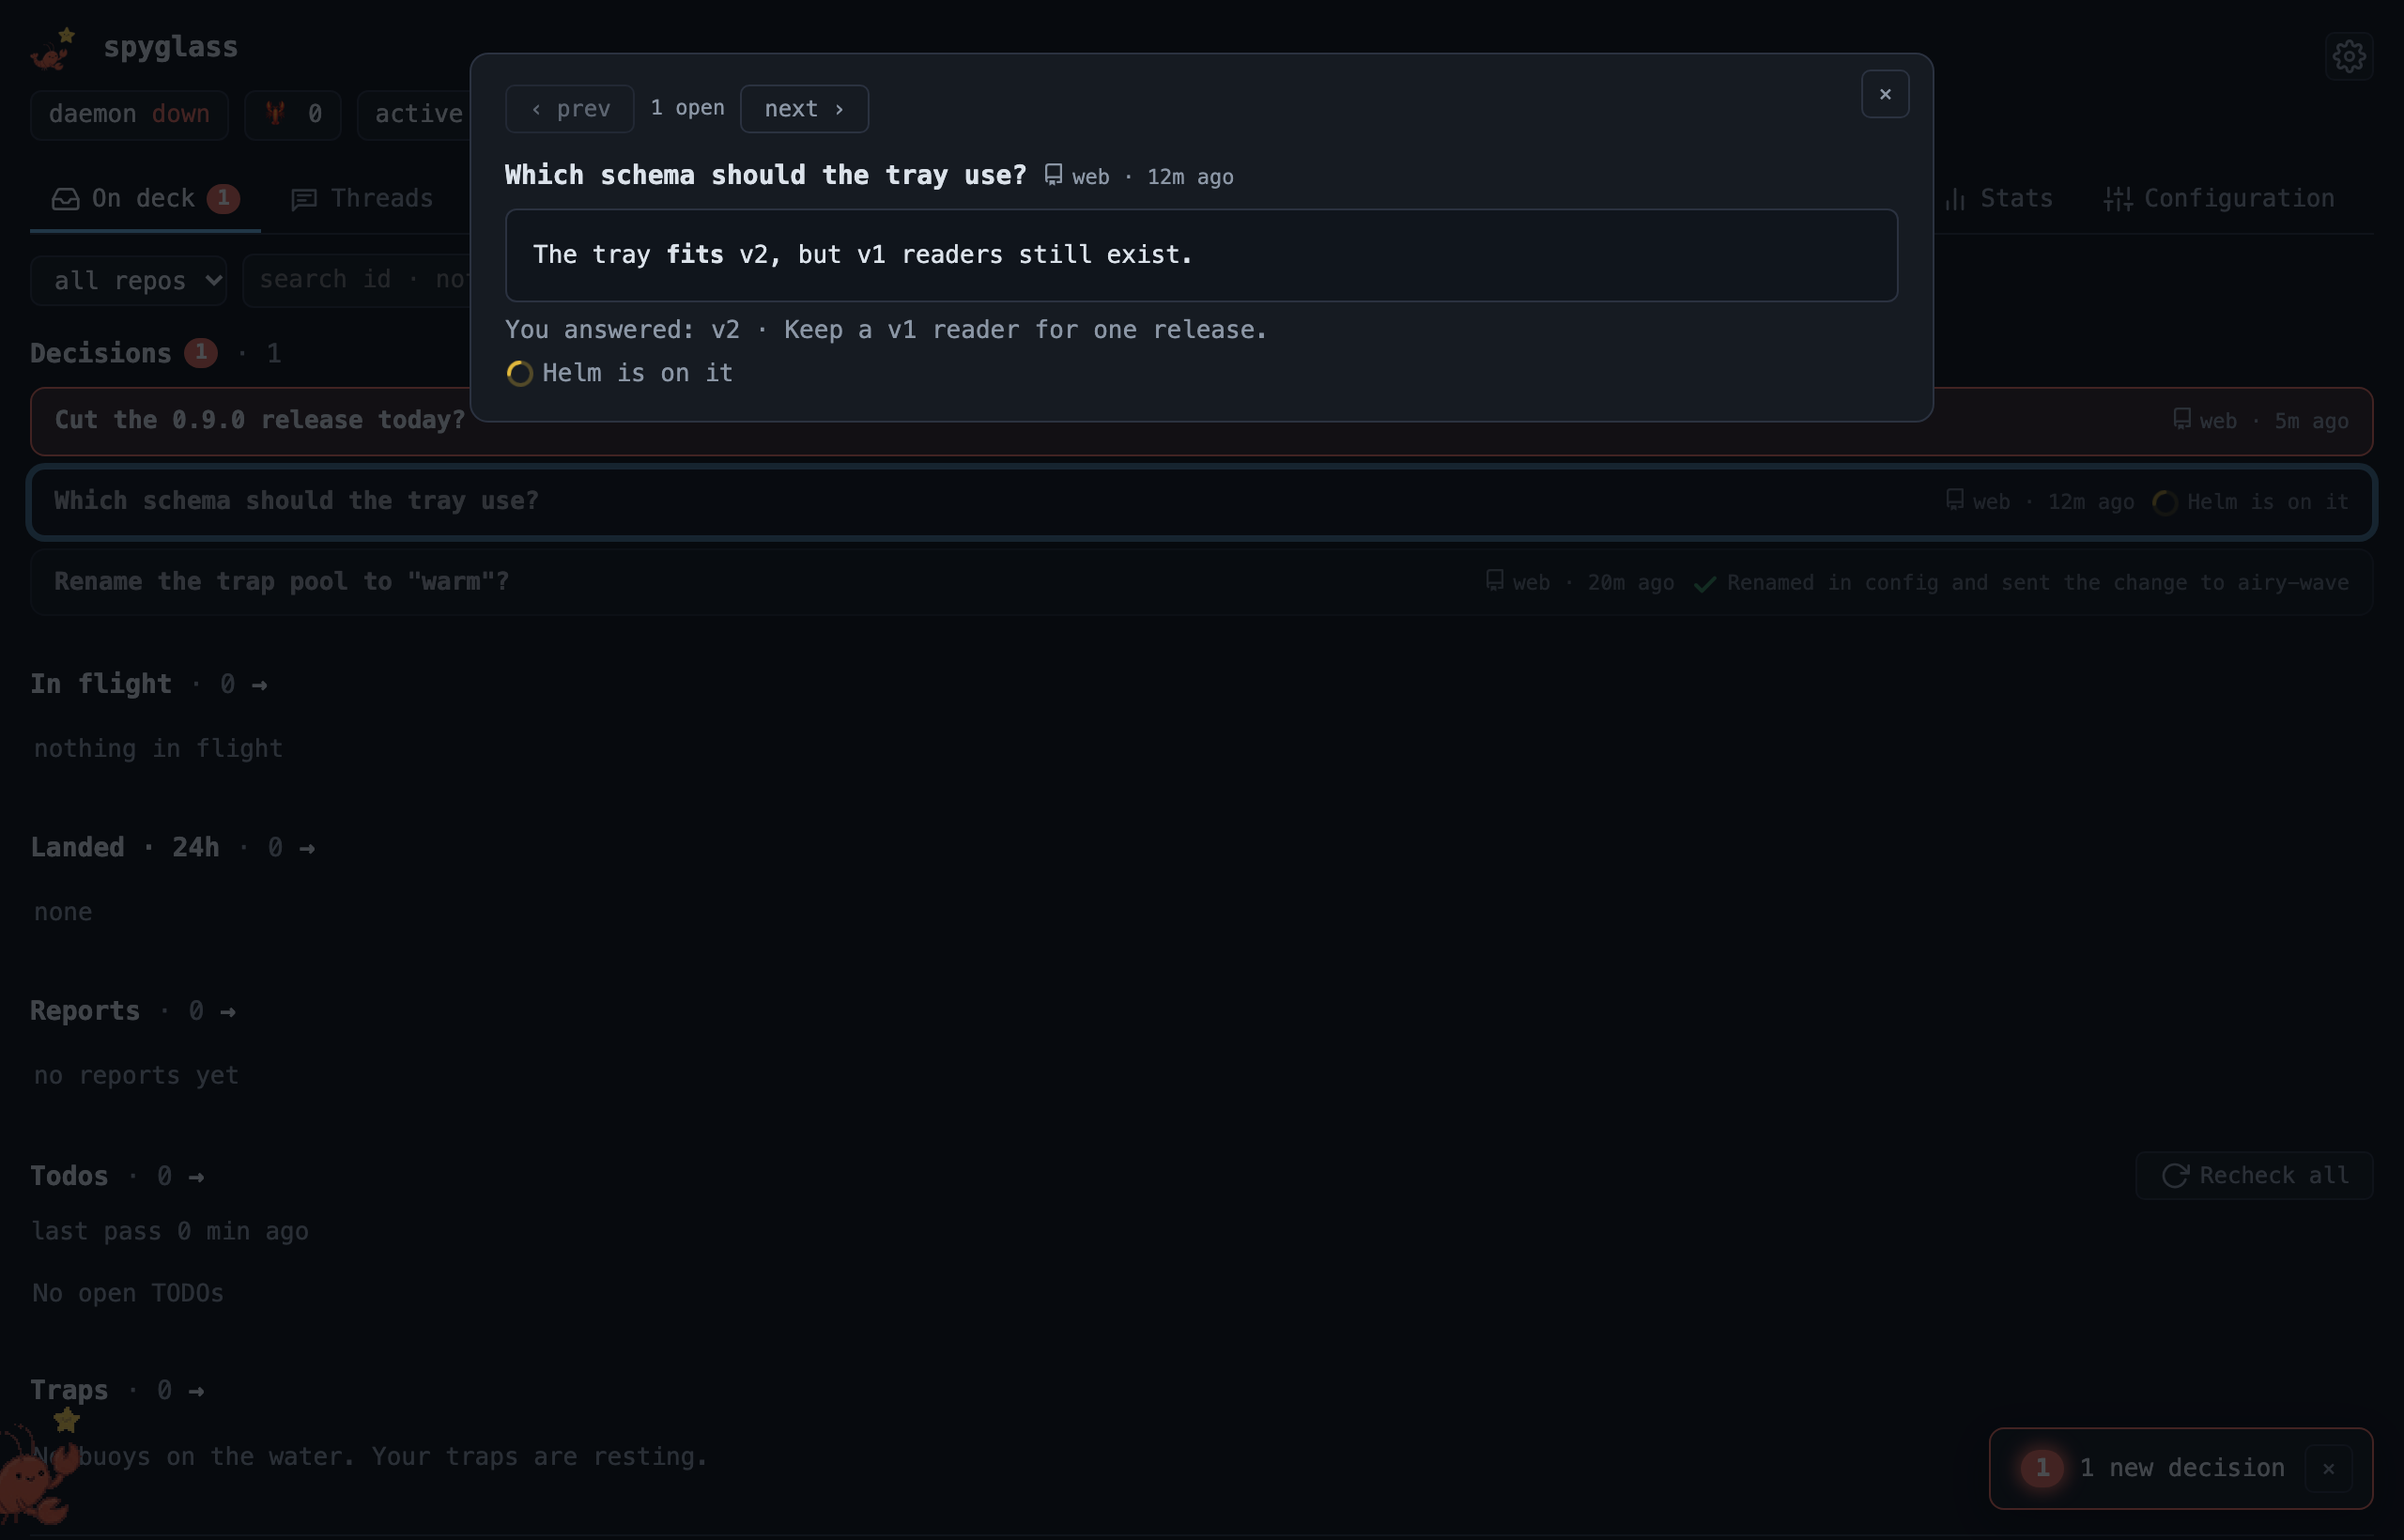 spyglass
daemon down
0
active
‹ prev
1 open
next ›
×
Which schema should the tray use?
web · 12m ago
The tray fits v2, but v1 readers still exist.
You answered: v2 · Keep a v1 reader for one release.
Helm is on it
On deck 1
Threads
Stats
Configuration
all repos
search id ·
Decisions 1 · 1
Cut the 0.9.0 release today?
web · 5m ago
Which schema should the tray use?
web · 12m ago Helm is on it
Rename the trap pool to "warm"?
web · 20m ago Renamed in config and sent the change to airy-wave
In flight · 0 →
nothing in flight
Landed · 24h · 0 →
none
Reports · 0 →
no reports yet
Todos · 0 →
Recheck all
last pass 0 min ago
No open TODOs
Traps · 0 →
No buoys on the water. Your traps are resting.
1 1 new decision ×